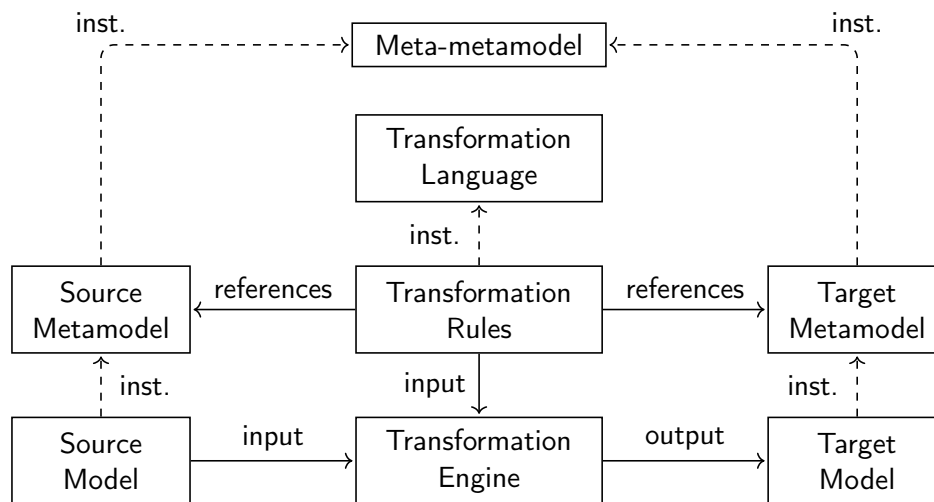 inst.
Meta-metamodel
inst.
Transformation
Language
inst.
Source
Metamodel
references
Transformation
Rules
references
Target
Metamodel
inst.
input
inst.
Source
Model
input
Transformation
Engine
output
Target
Model